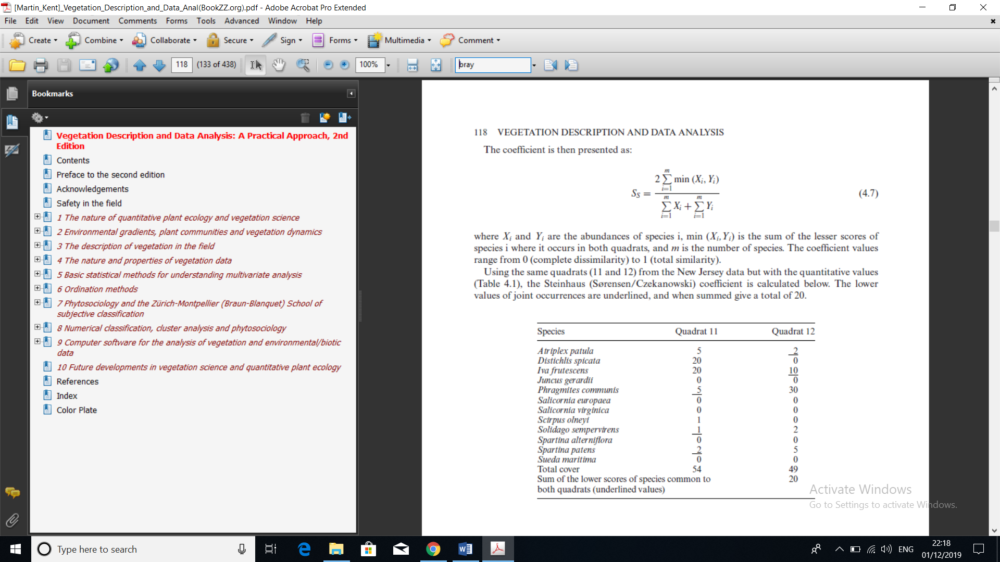 [Martin_Kent]_Vegetation_Description_and_Data_Anal(BookZZ.org).pdf - Adobe Acrobat Pro Extended
File Edit View Document Comments Forms Tools Advanced Window Help
Create Combine Collaborate Secure Sign Forms Multimedia Comment
118 (133 of 438) 100% bray
Bookmarks
Vegetation Description and Data Analysis: A Practical Approach, 2nd
Edition
Contents
Preface to the second edition
Acknowledgements
Safety in the field
1 The nature of quantitative plant ecology and vegetation science
2 Environmental gradients, plant communities and vegetation dynamics
3 The description of vegetation in the field
4 The nature and properties of vegetation data
5 Basic statistical methods for understanding multivariate analysis
6 Ordination methods
7 Phytosociology and the Zürich-Montpellier (Braun-Blanquet) School of
subjective classification
8 Numerical classification, cluster analysis and phytosociology
9 Computer software for the analysis of vegetation and environmental/biotic
data
10 Future developments in vegetation science and quantitative plant ecology
References
Index
Color Plate
118 VEGETATION DESCRIPTION AND DATA ANALYSIS
The coefficient is then presented as:
m
2 ∑ min (Xi, Yi)
i=1
SS =
m m
∑ Xi + ∑ Yi
i=1 i=1
(4.7)
where Xi and Yi are the abundances of species i, min (Xi, Yi) is the sum of the lesser scores of
species i where it occurs in both quadrats, and m is the number of species. The coefficient values
range from 0 (complete dissimilarity) to 1 (total similarity).
Using the same quadrats (11 and 12) from the New Jersey data but with the quantitative values
(Table 4.1), the Steinhaus (Sørensen/Czekanowski) coefficient is calculated below. The lower
values of joint occurrences are underlined, and when summed give a total of 20.
Species Quadrat 11 Quadrat 12
Atriplex patula 5 2
Distichlis spicata 20 0
Iva frutescens 20 10
Juncus gerardii 0 0
Phragmites communis 5 30
Salicornia europaea 0 0
Salicornia virginica 0 0
Scirpus olneyi 1 0
Solidago sempervirens 1 2
Spartina alterniflora 0 0
Spartina patens 2 5
Sueda maritima 0 0
Total cover 54 49
Sum of the lower scores of species common to 20
both quadrats (underlined values)
Activate Windows
Go to Settings to activate Windows.
Type here to search
ENG
22:18
01/12/2019